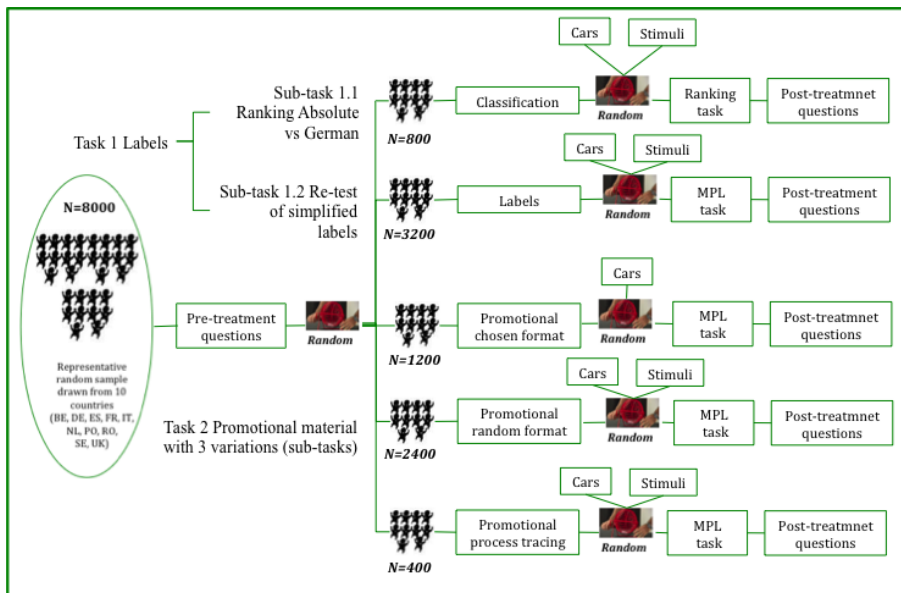 N=8000
Representative
random sample
drawn from 10
countries
(BE, DE, ES, FR, IT,
NL, PO, RO,
SE, UK)
Pre-treatment
questions
Random
Task 1 Labels
Sub-task 1.1
Ranking Absolute
vs German
Sub-task 1.2 Re-test
of simplified
labels
Task 2 Promotional material
with 3 variations (sub-tasks)
N=800
Classification
Cars
Stimuli
Random
Ranking
task
Post-treatmnet
questions
N=3200
Labels
Cars
Stimuli
Random
MPL
task
Post-treatment
questions
N=1200
Promotional
chosen format
Cars
Random
MPL
task
Post-treatmnet
questions
N=2400
Promotional
random format
Cars
Stimuli
Random
MPL
task
Post-treatmnet
questions
N=400
Promotional
process tracing
Cars
Stimuli
Random
MPL
task
Post-treatmnet
questions